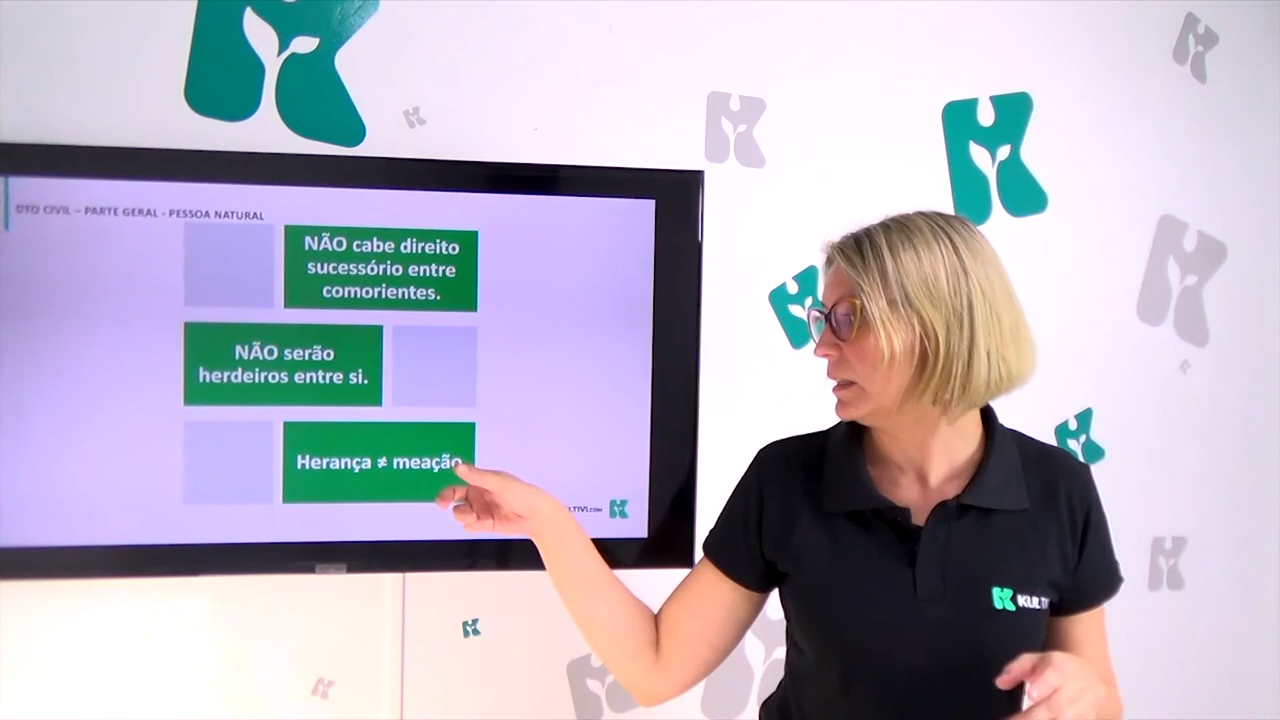 DTO CIVIL – PARTE GERAL - PESSOA NATURAL
NÃO cabe direito
sucessório entre
comorientes.
NÃO serão
herdeiros entre si.
Herança ≠ meação